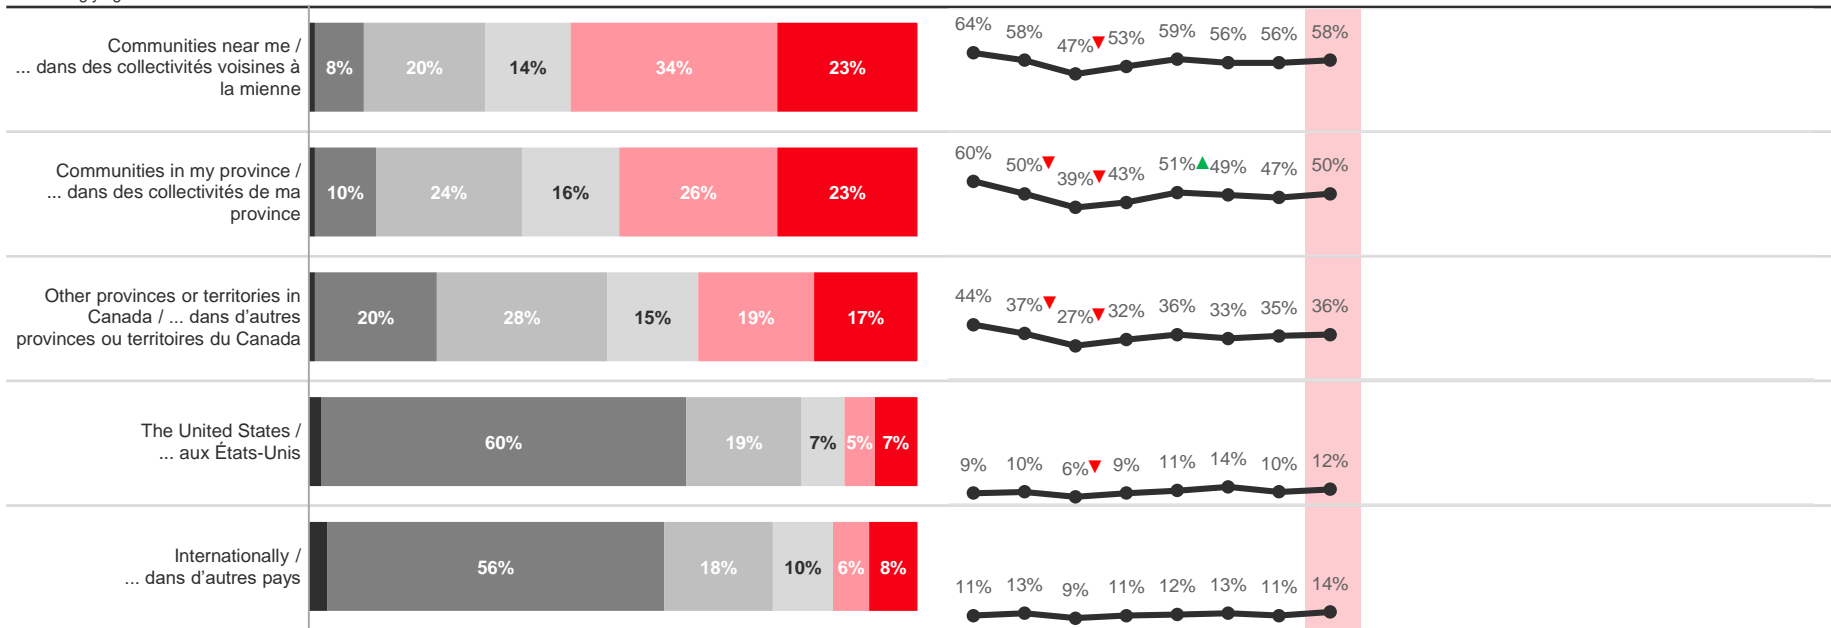 Communities near me /
... dans des collectivités voisines à
la mienne
8% 20% 14% 34% 23%
64% 58% 47% 53% 59% 56% 56% 58%
Communities in my province /
... dans des collectivités de ma
province
10% 24% 16% 26% 23%
60% 50% 39% 43% 51% 49% 47% 50%
Other provinces or territories in
Canada / ... dans d'autres
provinces ou territoires du Canada
20% 28% 15% 19% 17%
44% 37% 27% 32% 36% 33% 35% 36%
The United States /
... aux États-Unis
60% 19% 7% 5% 7%
9% 10% 6% 9% 11% 14% 10% 12%
Internationally /
... dans d'autres pays
56% 18% 10% 6% 8%
11% 13% 9% 11% 12% 13% 11% 14%